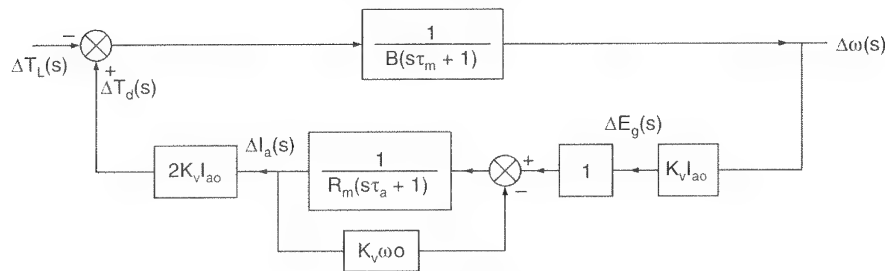 −
ΔT_L(s)
+
ΔT_d(s)
1
B(sτ_m + 1)
Δω(s)
2K_vI_ao
ΔI_a(s)
1
R_m(sτ_a + 1)
+
−
1
ΔE_g(s)
K_vI_ao
K_vωo